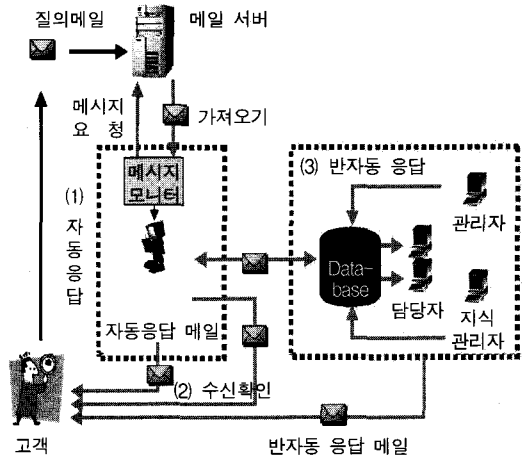 질의메일
메일 서버
메시지
요 청
가져오기
(1)
자
동
응
답
메시지
모니터
(3) 반자동 응답
관리자
Data-
base
담당자
지식
관리자
자동응답 메일
(2) 수신확인
고객
반자동 응답 메일